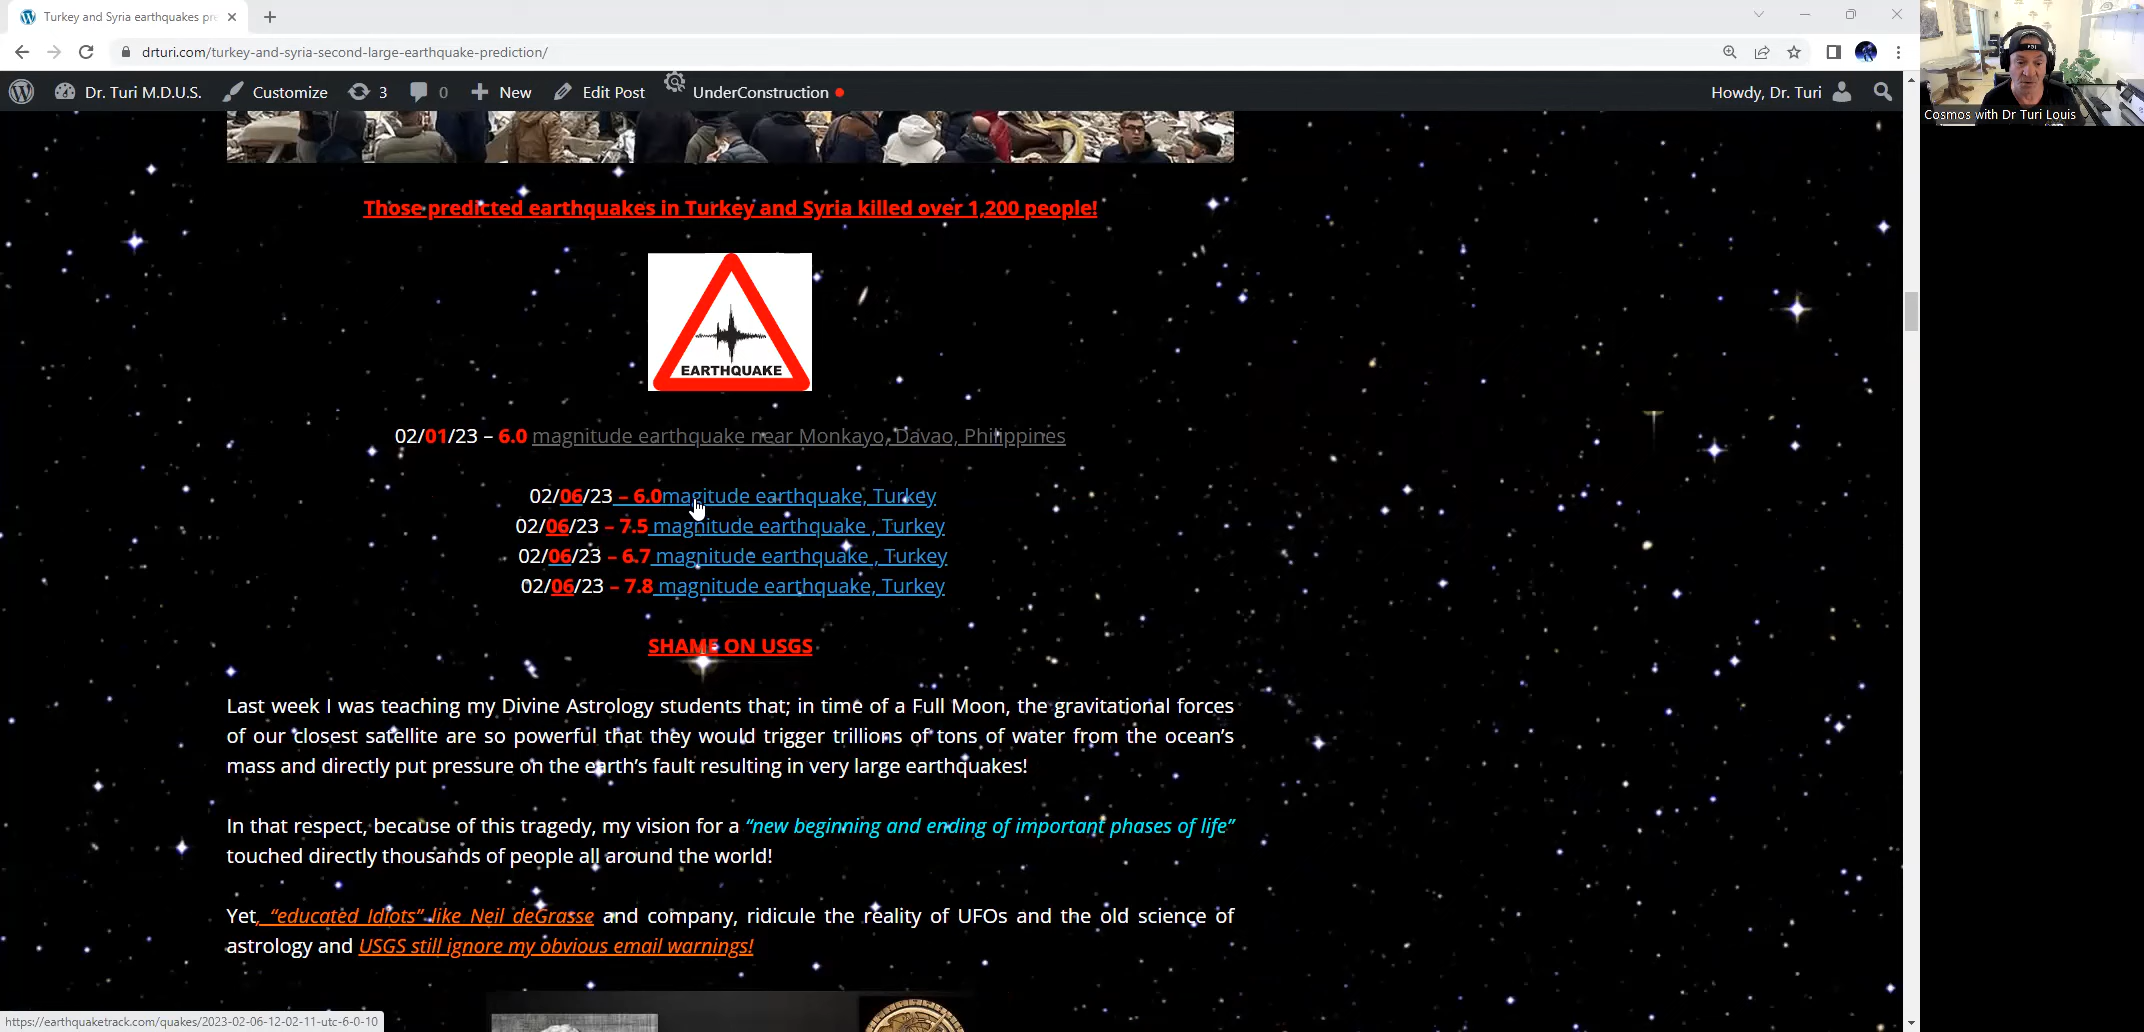 Turkey and Syria earthquakes pre
drturi.com/turkey-and-syria-second-large-earthquake-prediction/
Dr. Turi M.D.U.S. Customize 3 0 New Edit Post UnderConstruction Howdy, Dr. Turi
Cosmos with Dr Turi Louis
Those predicted earthquakes in Turkey and Syria killed over 1,200 people!
EARTHQUAKE
02/01/23 – 6.0 magnitude earthquake near Monkayo, Davao, Philippines
02/06/23 – 6.0magitude earthquake, Turkey
02/06/23 – 7.5 magnitude earthquake , Turkey
02/06/23 – 6.7 magnitude earthquake , Turkey
02/06/23 – 7.8 magnitude earthquake, Turkey
SHAME ON USGS
Last week I was teaching my Divine Astrology students that; in time of a Full Moon, the gravitational forces
of our closest satellite are so powerful that they would trigger trillions of tons of water from the ocean’s
mass and directly put pressure on the earth’s fault resulting in very large earthquakes!
In that respect, because of this tragedy, my vision for a “new beginning and ending of important phases of life”
touched directly thousands of people all around the world!
Yet, “educated Idiots” like Neil deGrasse and company, ridicule the reality of UFOs and the old science of
astrology and USGS still ignore my obvious email warnings!
https://earthquaketrack.com/quakes/2023-02-06-12-02-11-utc-6-0-10